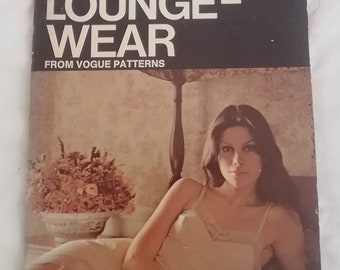 LOUNGE-
WEAR
FROM VOGUE PATTERNS